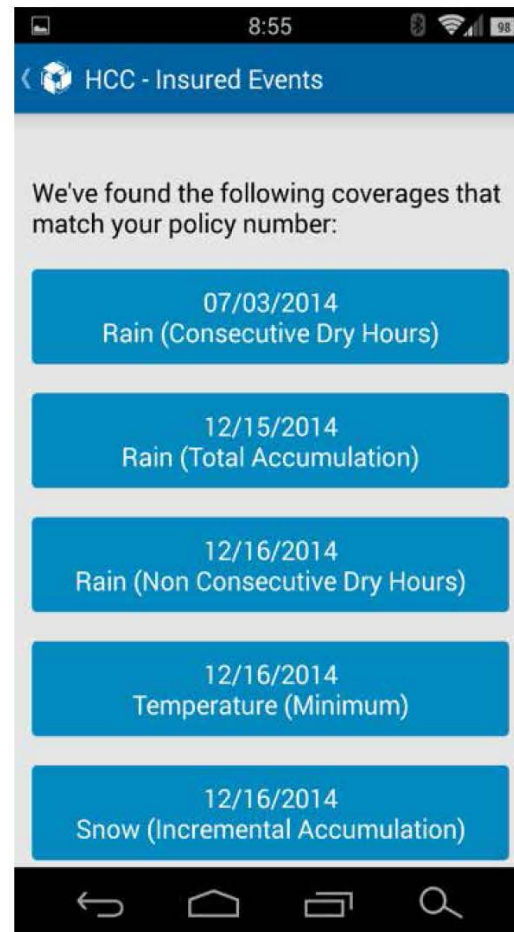 8:55
98
HCC - Insured Events
We've found the following coverages that
match your policy number:
07/03/2014
Rain (Consecutive Dry Hours)
12/15/2014
Rain (Total Accumulation)
12/16/2014
Rain (Non Consecutive Dry Hours)
12/16/2014
Temperature (Minimum)
12/16/2014
Snow (Incremental Accumulation)